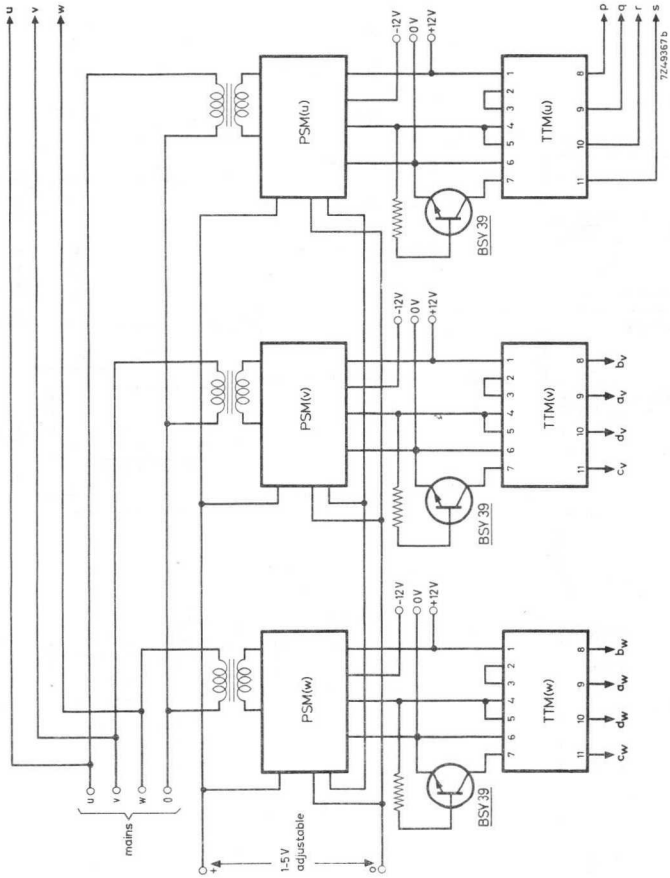 u
v
w
mains
u
v
w
0
+
1-5 V
adjustable
o
PSM(u)
-12V
0V
+12V
1
2
3
4
5
6
7
BSY 39
TTM(u)
8
9
10
11
p
q
r
s
7Z49367b
PSM(v)
-12V
0V
+12V
1
2
3
4
5
6
7
BSY 39
TTM(v)
8
9
10
11
bv
av
dv
cv
PSM(w)
-12V
0V
+12V
1
2
3
4
5
6
7
BSY 39
TTM(w)
8
9
10
11
bw
aw
dw
cw